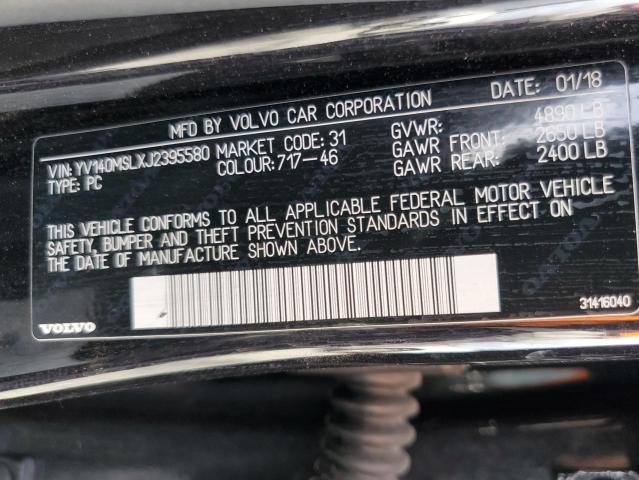 MFD BY VOLVO CAR CORPORATION DATE: 01/18
VIN: YV140MSLXJ2395580 MARKET CODE: 31 GVWR: 4890 LB
TYPE: PC COLOUR: 717-46 GAWR FRONT: 2650 LB
GAWR REAR: 2400 LB
THIS VEHICLE CONFORMS TO ALL APPLICABLE FEDERAL MOTOR VEHICLE
SAFETY, BUMPER AND THEFT PREVENTION STANDARDS IN EFFECT ON
THE DATE OF MANUFACTURE SHOWN ABOVE.
VOLVO 31416040